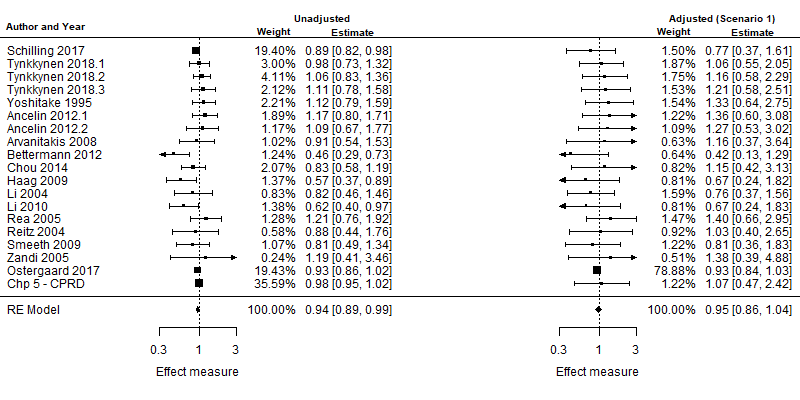 Unadjusted Adjusted (Scenario 1)
Author and Year Weight Estimate Weight Estimate
Schilling 2017 19.40% 0.89 [0.82, 0.98] 1.50% 0.77 [0.37, 1.61]
Tynkkynen 2018.1 3.00% 0.98 [0.73, 1.32] 1.87% 1.06 [0.55, 2.05]
Tynkkynen 2018.2 4.11% 1.06 [0.83, 1.36] 1.75% 1.16 [0.58, 2.29]
Tynkkynen 2018.3 2.12% 1.11 [0.78, 1.58] 1.53% 1.21 [0.58, 2.51]
Yoshitake 1995 2.21% 1.12 [0.79, 1.59] 1.54% 1.33 [0.64, 2.75]
Ancelin 2012.1 1.89% 1.17 [0.80, 1.71] 1.22% 1.36 [0.60, 3.08]
Ancelin 2012.2 1.17% 1.09 [0.67, 1.77] 1.09% 1.27 [0.53, 3.02]
Arvanitakis 2008 1.02% 0.91 [0.54, 1.53] 0.63% 1.16 [0.37, 3.64]
Bettermann 2012 1.24% 0.46 [0.29, 0.73] 0.64% 0.42 [0.13, 1.29]
Chou 2014 2.07% 0.83 [0.58, 1.19] 0.82% 1.15 [0.42, 3.13]
Haag 2009 1.37% 0.57 [0.37, 0.89] 0.81% 0.67 [0.24, 1.82]
Li 2004 0.83% 0.82 [0.46, 1.46] 1.59% 0.76 [0.37, 1.56]
Li 2010 1.38% 0.62 [0.40, 0.97] 0.81% 0.67 [0.24, 1.83]
Rea 2005 1.28% 1.21 [0.76, 1.92] 1.47% 1.40 [0.66, 2.95]
Reitz 2004 0.58% 0.88 [0.44, 1.76] 0.92% 1.03 [0.40, 2.65]
Smeeth 2009 1.07% 0.81 [0.49, 1.34] 1.22% 0.81 [0.36, 1.83]
Zandi 2005 0.24% 1.19 [0.41, 3.46] 0.51% 1.38 [0.39, 4.88]
Ostergaard 2017 19.43% 0.93 [0.86, 1.02] 78.88% 0.93 [0.84, 1.03]
Chp 5 - CPRD 35.59% 0.98 [0.95, 1.02] 1.22% 1.07 [0.47, 2.42]
RE Model 100.00% 0.94 [0.89, 0.99] 100.00% 0.95 [0.86, 1.04]
0.3 1 3 0.3 1 3
Effect measure Effect measure